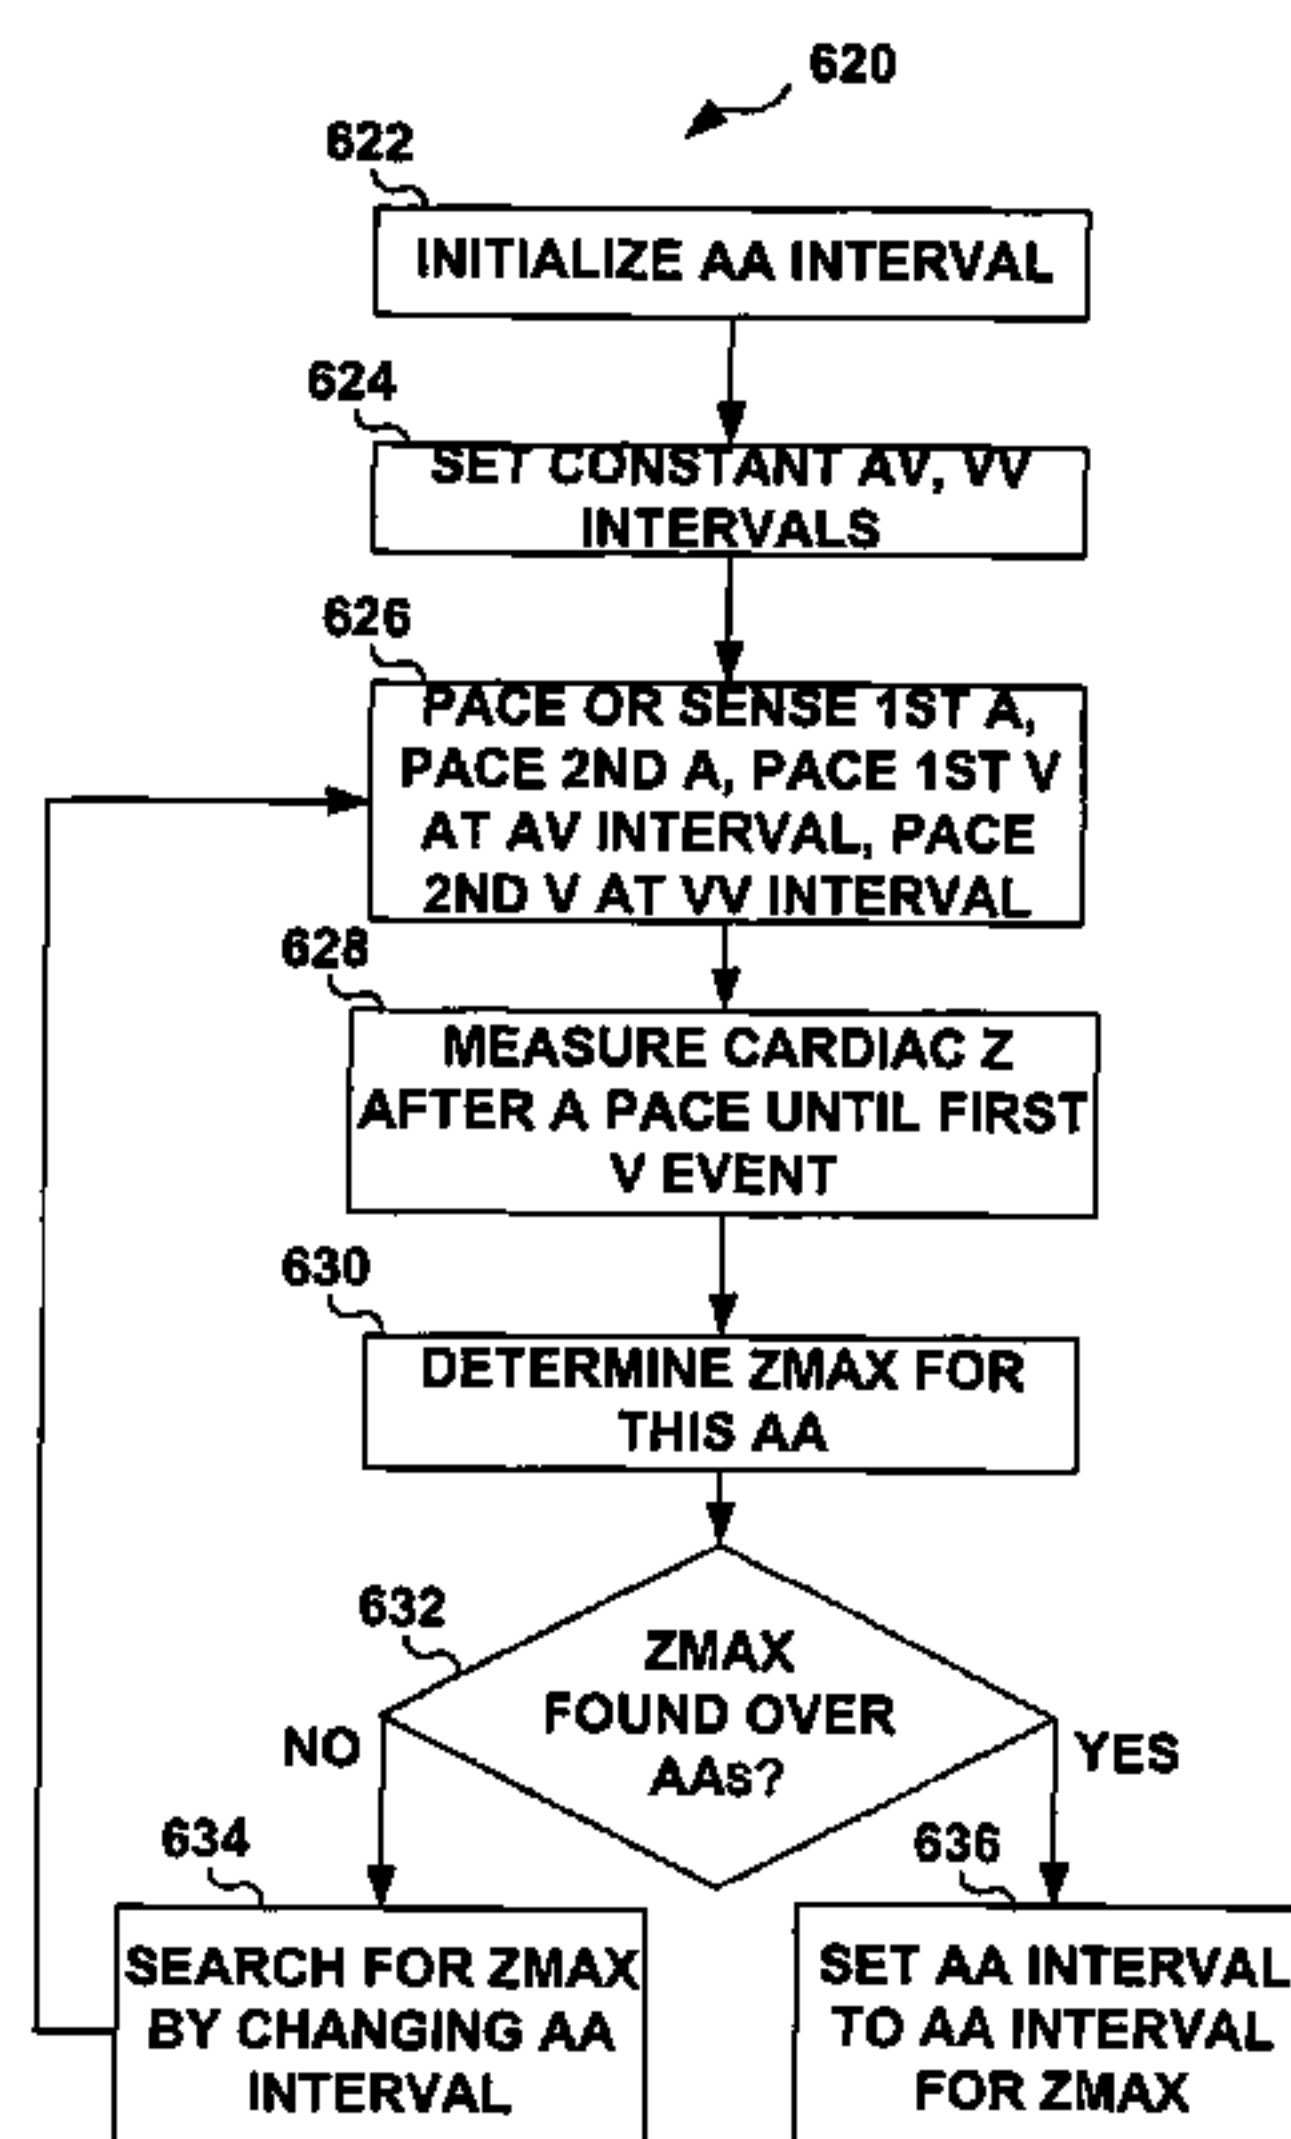 620
622
INITIALIZE AA INTERVAL
624
SET CONSTANT AV, VV
INTERVALS
626
PACE OR SENSE 1ST A,
PACE 2ND A, PACE 1ST V
AT AV INTERVAL, PACE
2ND V AT VV INTERVAL
628
MEASURE CARDIAC Z
AFTER A PACE UNTIL FIRST
V EVENT
630
DETERMINE ZMAX FOR
THIS AA
632
ZMAX
FOUND OVER
AAs?
NO
YES
634
SEARCH FOR ZMAX
BY CHANGING AA
INTERVAL
636
SET AA INTERVAL
TO AA INTERVAL
FOR ZMAX